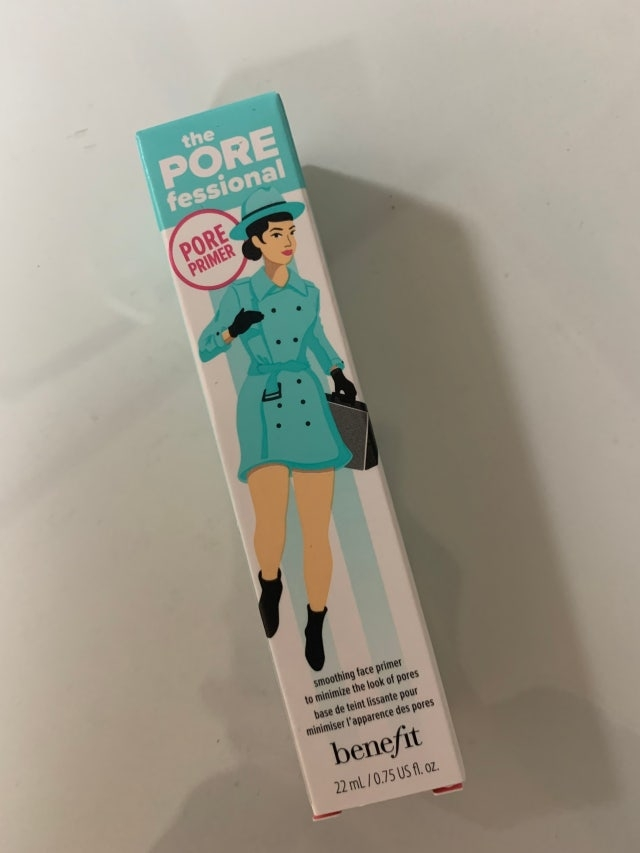 the
PORE
fessional
PORE
PRIMER
smoothing face primer
to minimize the look of pores
base de teint lissante pour
minimiser l'apparence des pores
benefit
22 mL / 0.75 US fl. oz.